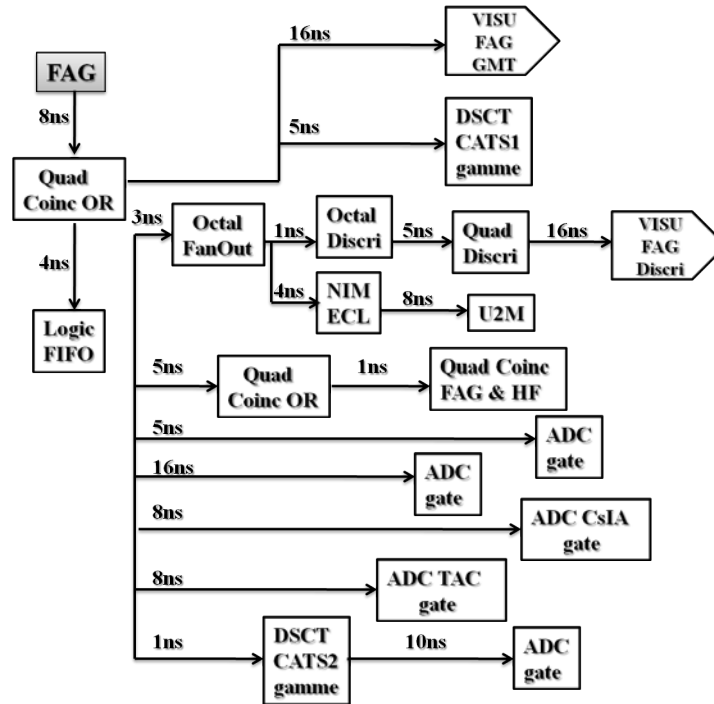 16ns
VISU
FAG
GMT
FAG
8ns
5ns
DSCT
CATS1
gamme
Quad
Coinc OR
3ns
Octal
FanOut
1ns
Octal
Discri
5ns
Quad
Discri
16ns
VISU
FAG
Discri
4ns
4ns
NIM
ECL
8ns
U2M
Logic
FIFO
5ns
Quad
Coinc OR
1ns
Quad Coinc
FAG & HF
5ns
ADC
gate
16ns
ADC
gate
8ns
ADC CsIA
gate
8ns
ADC TAC
gate
1ns
DSCT
CATS2
gamme
10ns
ADC
gate